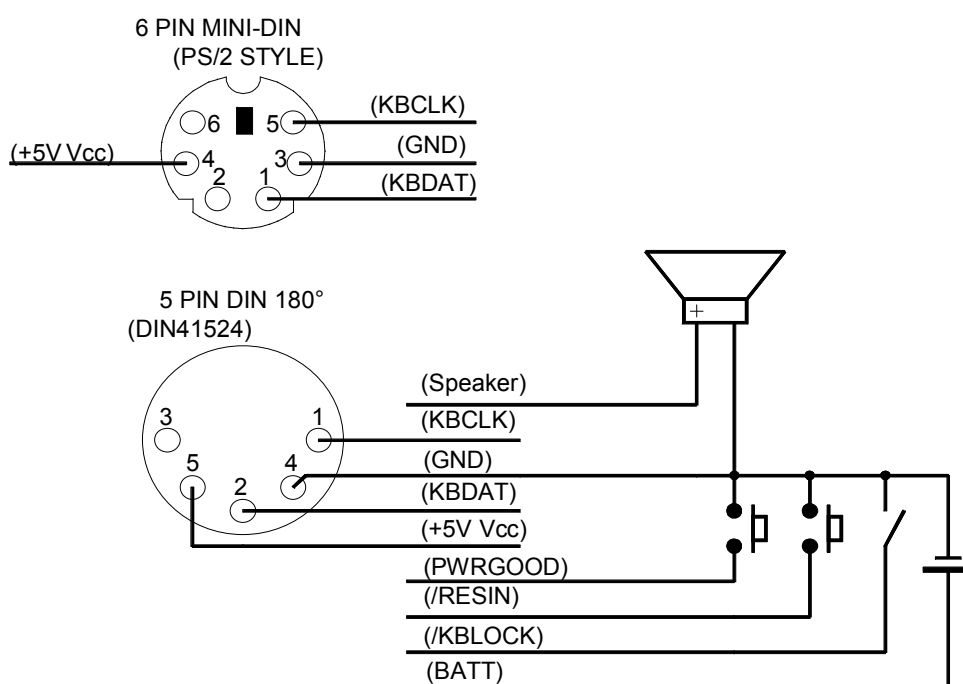 6 PIN MINI-DIN
(PS/2 STYLE)
(KBCLK)
6
5
(GND)
(+5V Vcc)
4
3
(KBDAT)
2
1
5 PIN DIN 180°
(DIN41524)
+
(Speaker)
(KBCLK)
3
1
(GND)
5
4
2
(KBDAT)
(+5V Vcc)
(PWRGOOD)
(/RESIN)
(/KBLOCK)
(BATT)